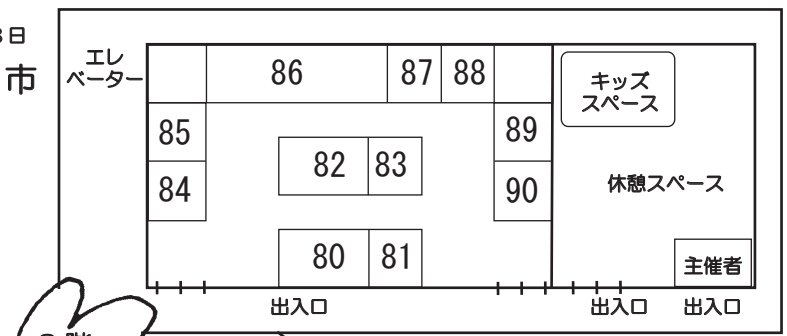 日
市
エレ
ベーター
86
87
88
キッズ
スペース
85
89
82
83
84
90
休憩スペース
80
81
主催者
出入口
出入口
出入口